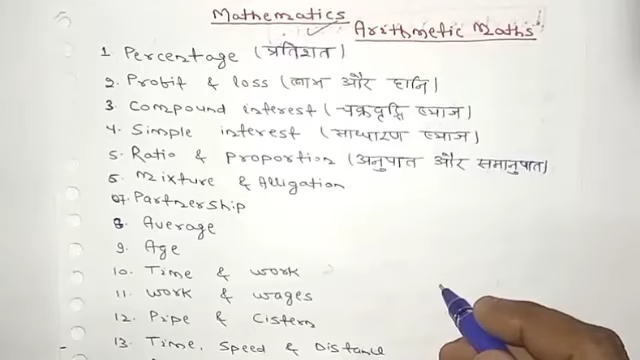 Mathematics
Arithmetic Maths
1. Percentage (प्रतिशत)
2. Profit & loss (लाभ और हानि)
3. Compound interest (चक्रवृद्धि ब्याज)
4. Simple interest (साधारण ब्याज)
5. Ratio & proportion (अनुपात और समानुपात)
6. Mixture & Alligation
07. Partnership
8. Average
9. Age
10. Time & work
11. work & wages
12. Pipe & Cistern
13. Time, Speed & Distance